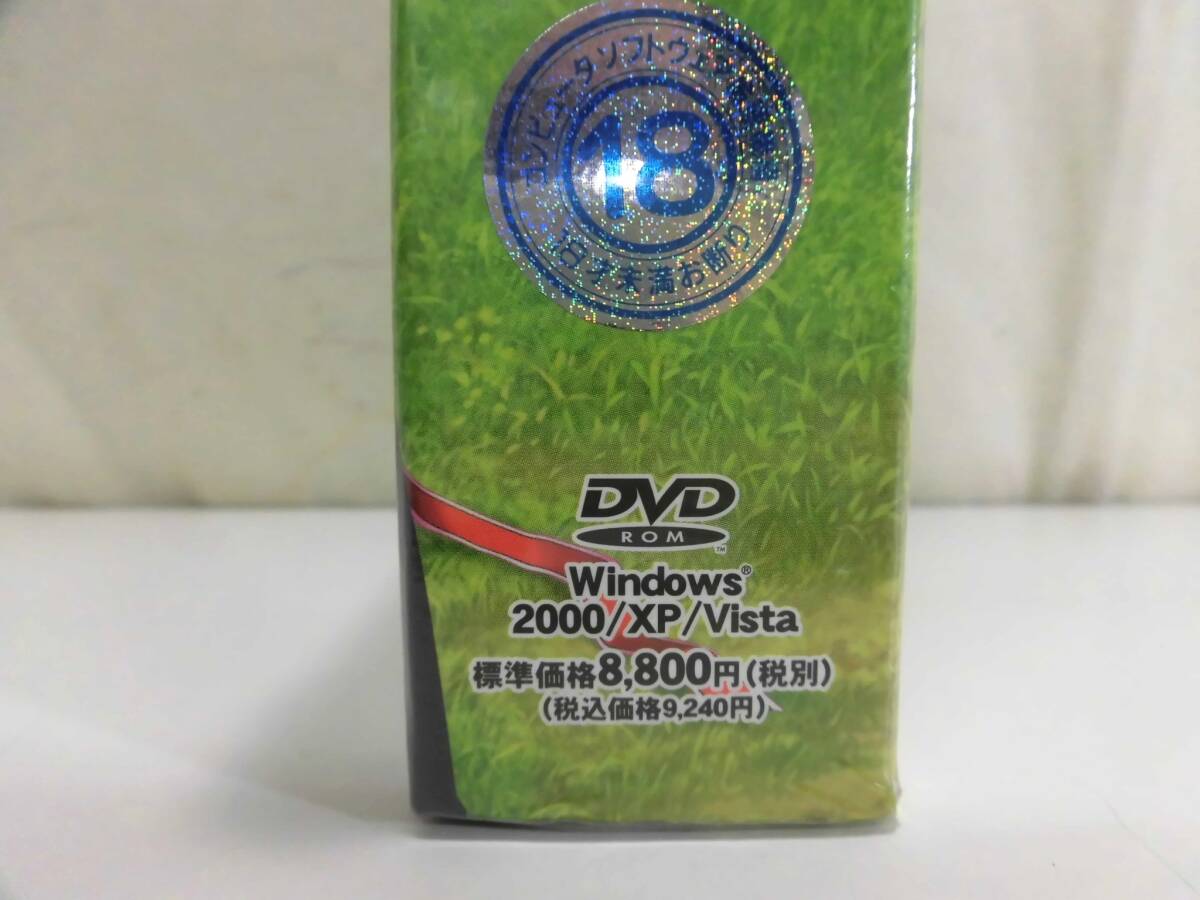 コンピュータソフトウェア倫理機構
18
18才未満お断り
DVD
ROM
TM
Windows®
2000/XP/Vista
標準価格8,800円(税別)
(税込価格9,240円)